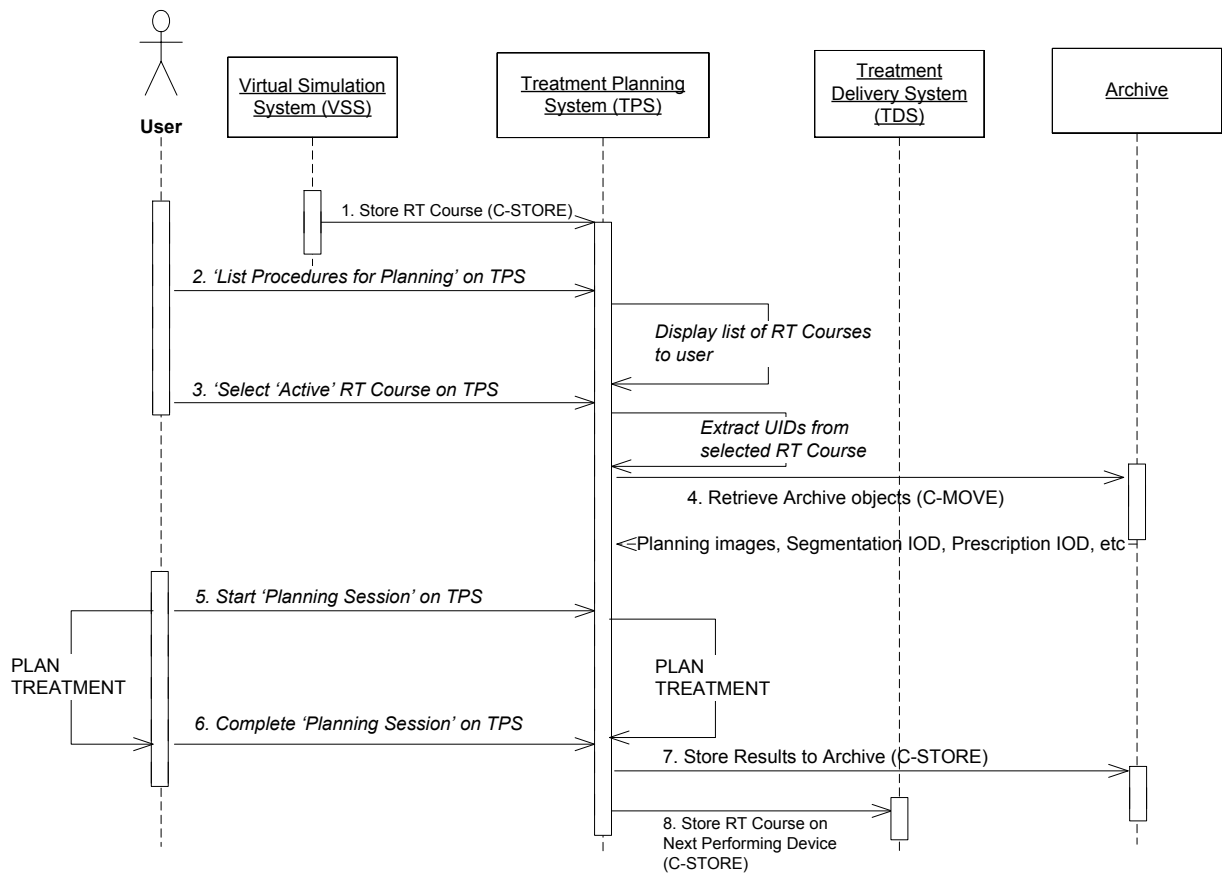 User
Virtual Simulation
System (VSS)
Treatment Planning
System (TPS)
Treatment
Delivery System
(TDS)
Archive
1. Store RT Course (C-STORE)
2. ‘List Procedures for Planning’ on TPS
Display list of RT Courses
to user
3. ‘Select ‘Active’ RT Course on TPS
Extract UIDs from
selected RT Course
4. Retrieve Archive objects (C-MOVE)
Planning images, Segmentation IOD, Prescription IOD, etc
5. Start ‘Planning Session’ on TPS
PLAN
TREATMENT
PLAN
TREATMENT
6. Complete ‘Planning Session’ on TPS
7. Store Results to Archive (C-STORE)
8. Store RT Course on
Next Performing Device
(C-STORE)